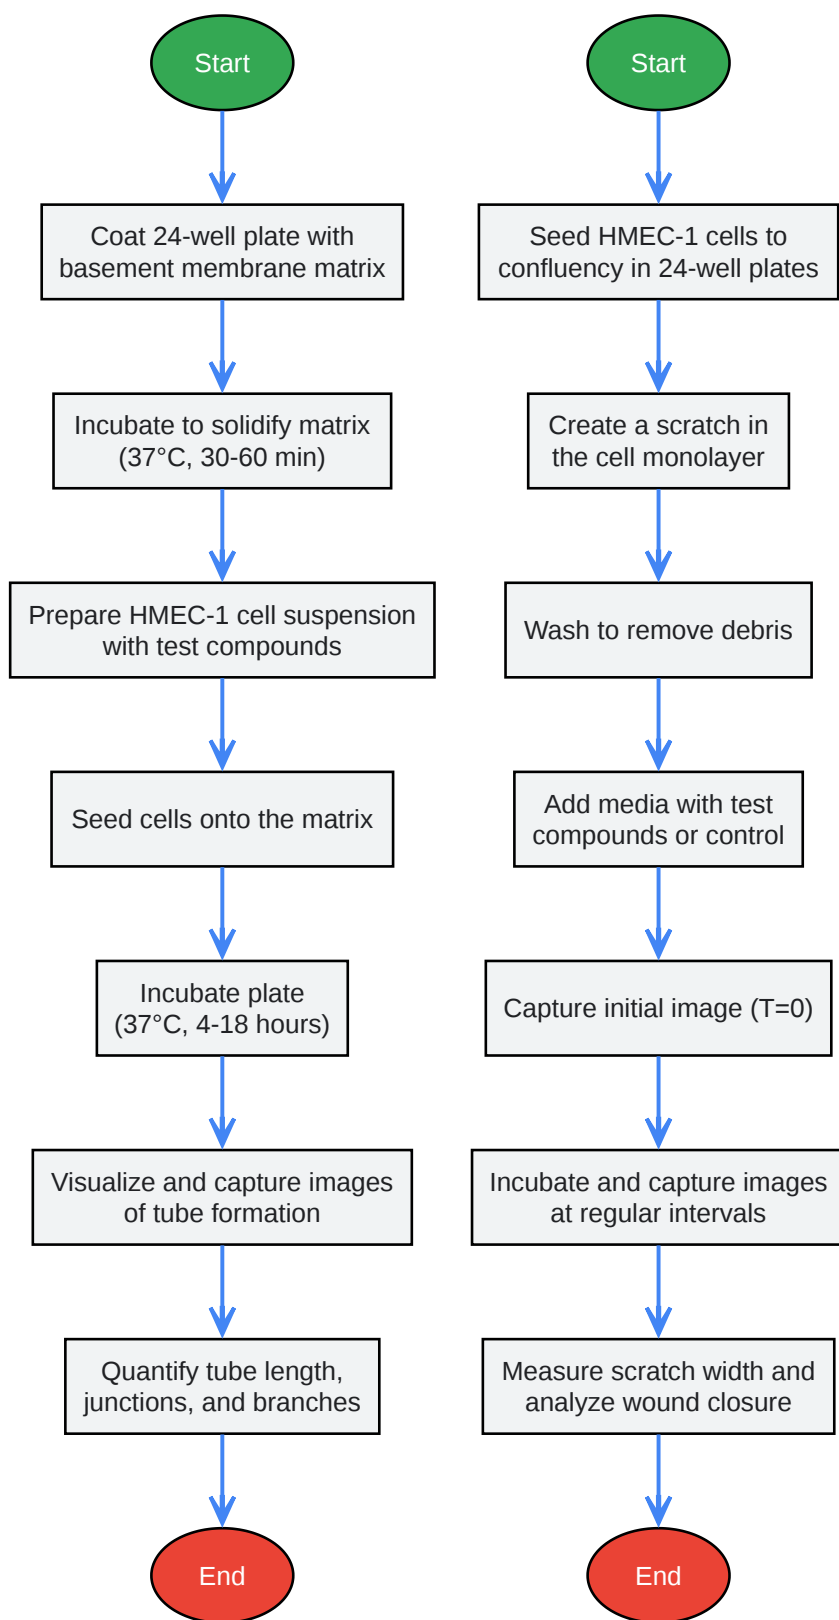 Start
Coat 24-well plate with
basement membrane matrix
Incubate to solidify matrix
(37°C, 30-60 min)
Prepare HMEC-1 cell suspension
with test compounds
Seed cells onto the matrix
Incubate plate
(37°C, 4-18 hours)
Visualize and capture images
of tube formation
Quantify tube length,
junctions, and branches
End
Start
Seed HMEC-1 cells to
confluency in 24-well plates
Create a scratch in
the cell monolayer
Wash to remove debris
Add media with test
compounds or control
Capture initial image (T=0)
Incubate and capture images
at regular intervals
Measure scratch width and
analyze wound closure
End